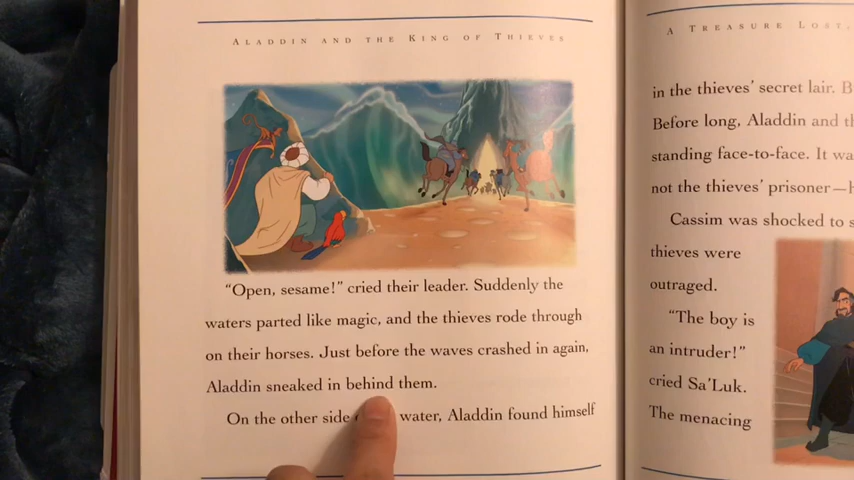 ALADDIN AND THE KING OF THIEVES
"Open, sesame!" cried their leader. Suddenly the
waters parted like magic, and the thieves rode through
on their horses. Just before the waves crashed in again,
Aladdin sneaked in behind them.
On the other side water, Aladdin found himself
A TREASURE LOST,
in the thieves' secret lair.
Before long, Aladdin and
standing face-to-face. It
not the thieves' prisoner—
Cassim was shocked to
thieves were
outraged.
"The boy is
an intruder!"
cried Sa'Luk.
The menacing